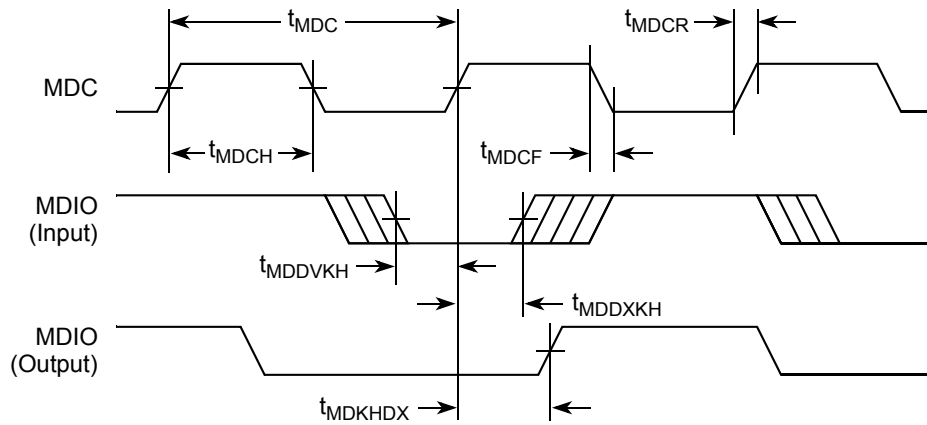 tMDC
tMDCR
MDC
tMDCH
tMDCF
MDIO
(Input)
tMDDVKH
tMDDXKH
MDIO
(Output)
tMDKHDX